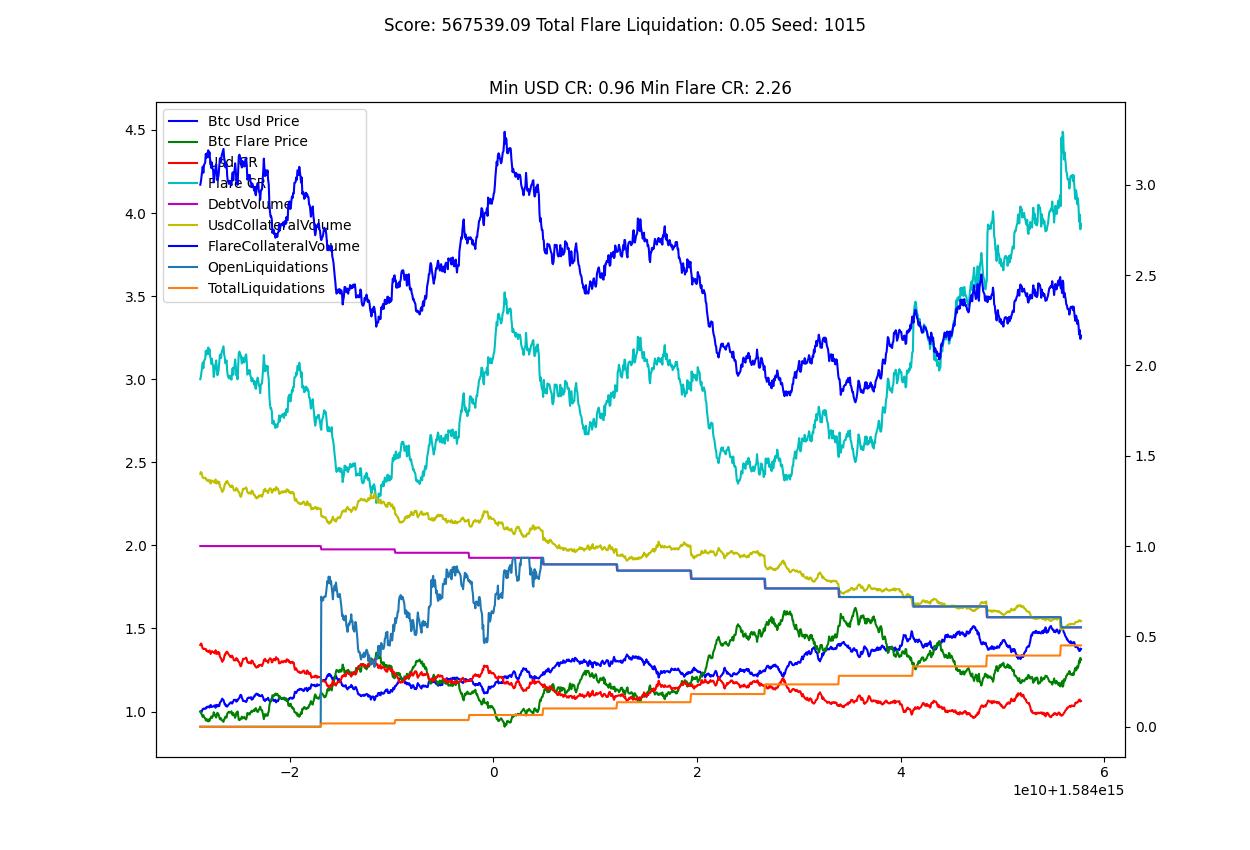 Score: 567539.09 Total Flare Liquidation: 0.05 Seed: 1015
Min USD CR: 0.96 Min Flare CR: 2.26
Btc Usd Price
Btc Flare Price
Usd CR
Flare CR
DebtVolume
UsdCollateralVolume
FlareCollateralVolume
OpenLiquidations
TotalLiquidations
4.5
4.0
3.5
3.0
2.5
2.0
1.5
1.0
3.0
2.5
2.0
1.5
1.0
0.5
0.0
−2 0 2 4 6
1e10+1.584e15